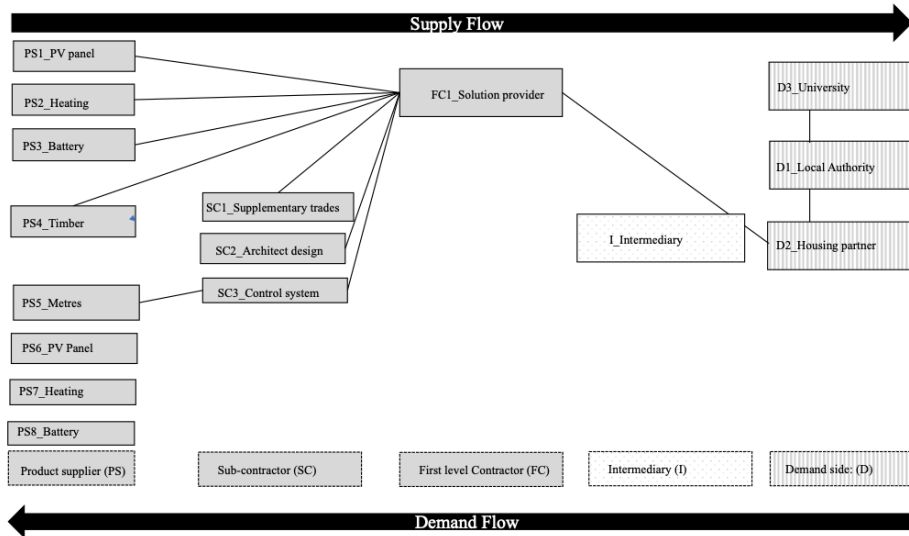 Supply Flow
PS1_PV panel
PS2_Heating
PS3_Battery
PS4_Timber
PS5_Metres
PS6_PV Panel
PS7_Heating
PS8_Battery
SC1_Supplementary trades
SC2_Architect design
SC3_Control system
FC1_Solution provider
I_Intermediary
D3_University
D1_Local Authority
D2_Housing partner
Product supplier (PS)
Sub-contractor (SC)
First level Contractor (FC)
Intermediary (I)
Demand side: (D)
Demand Flow